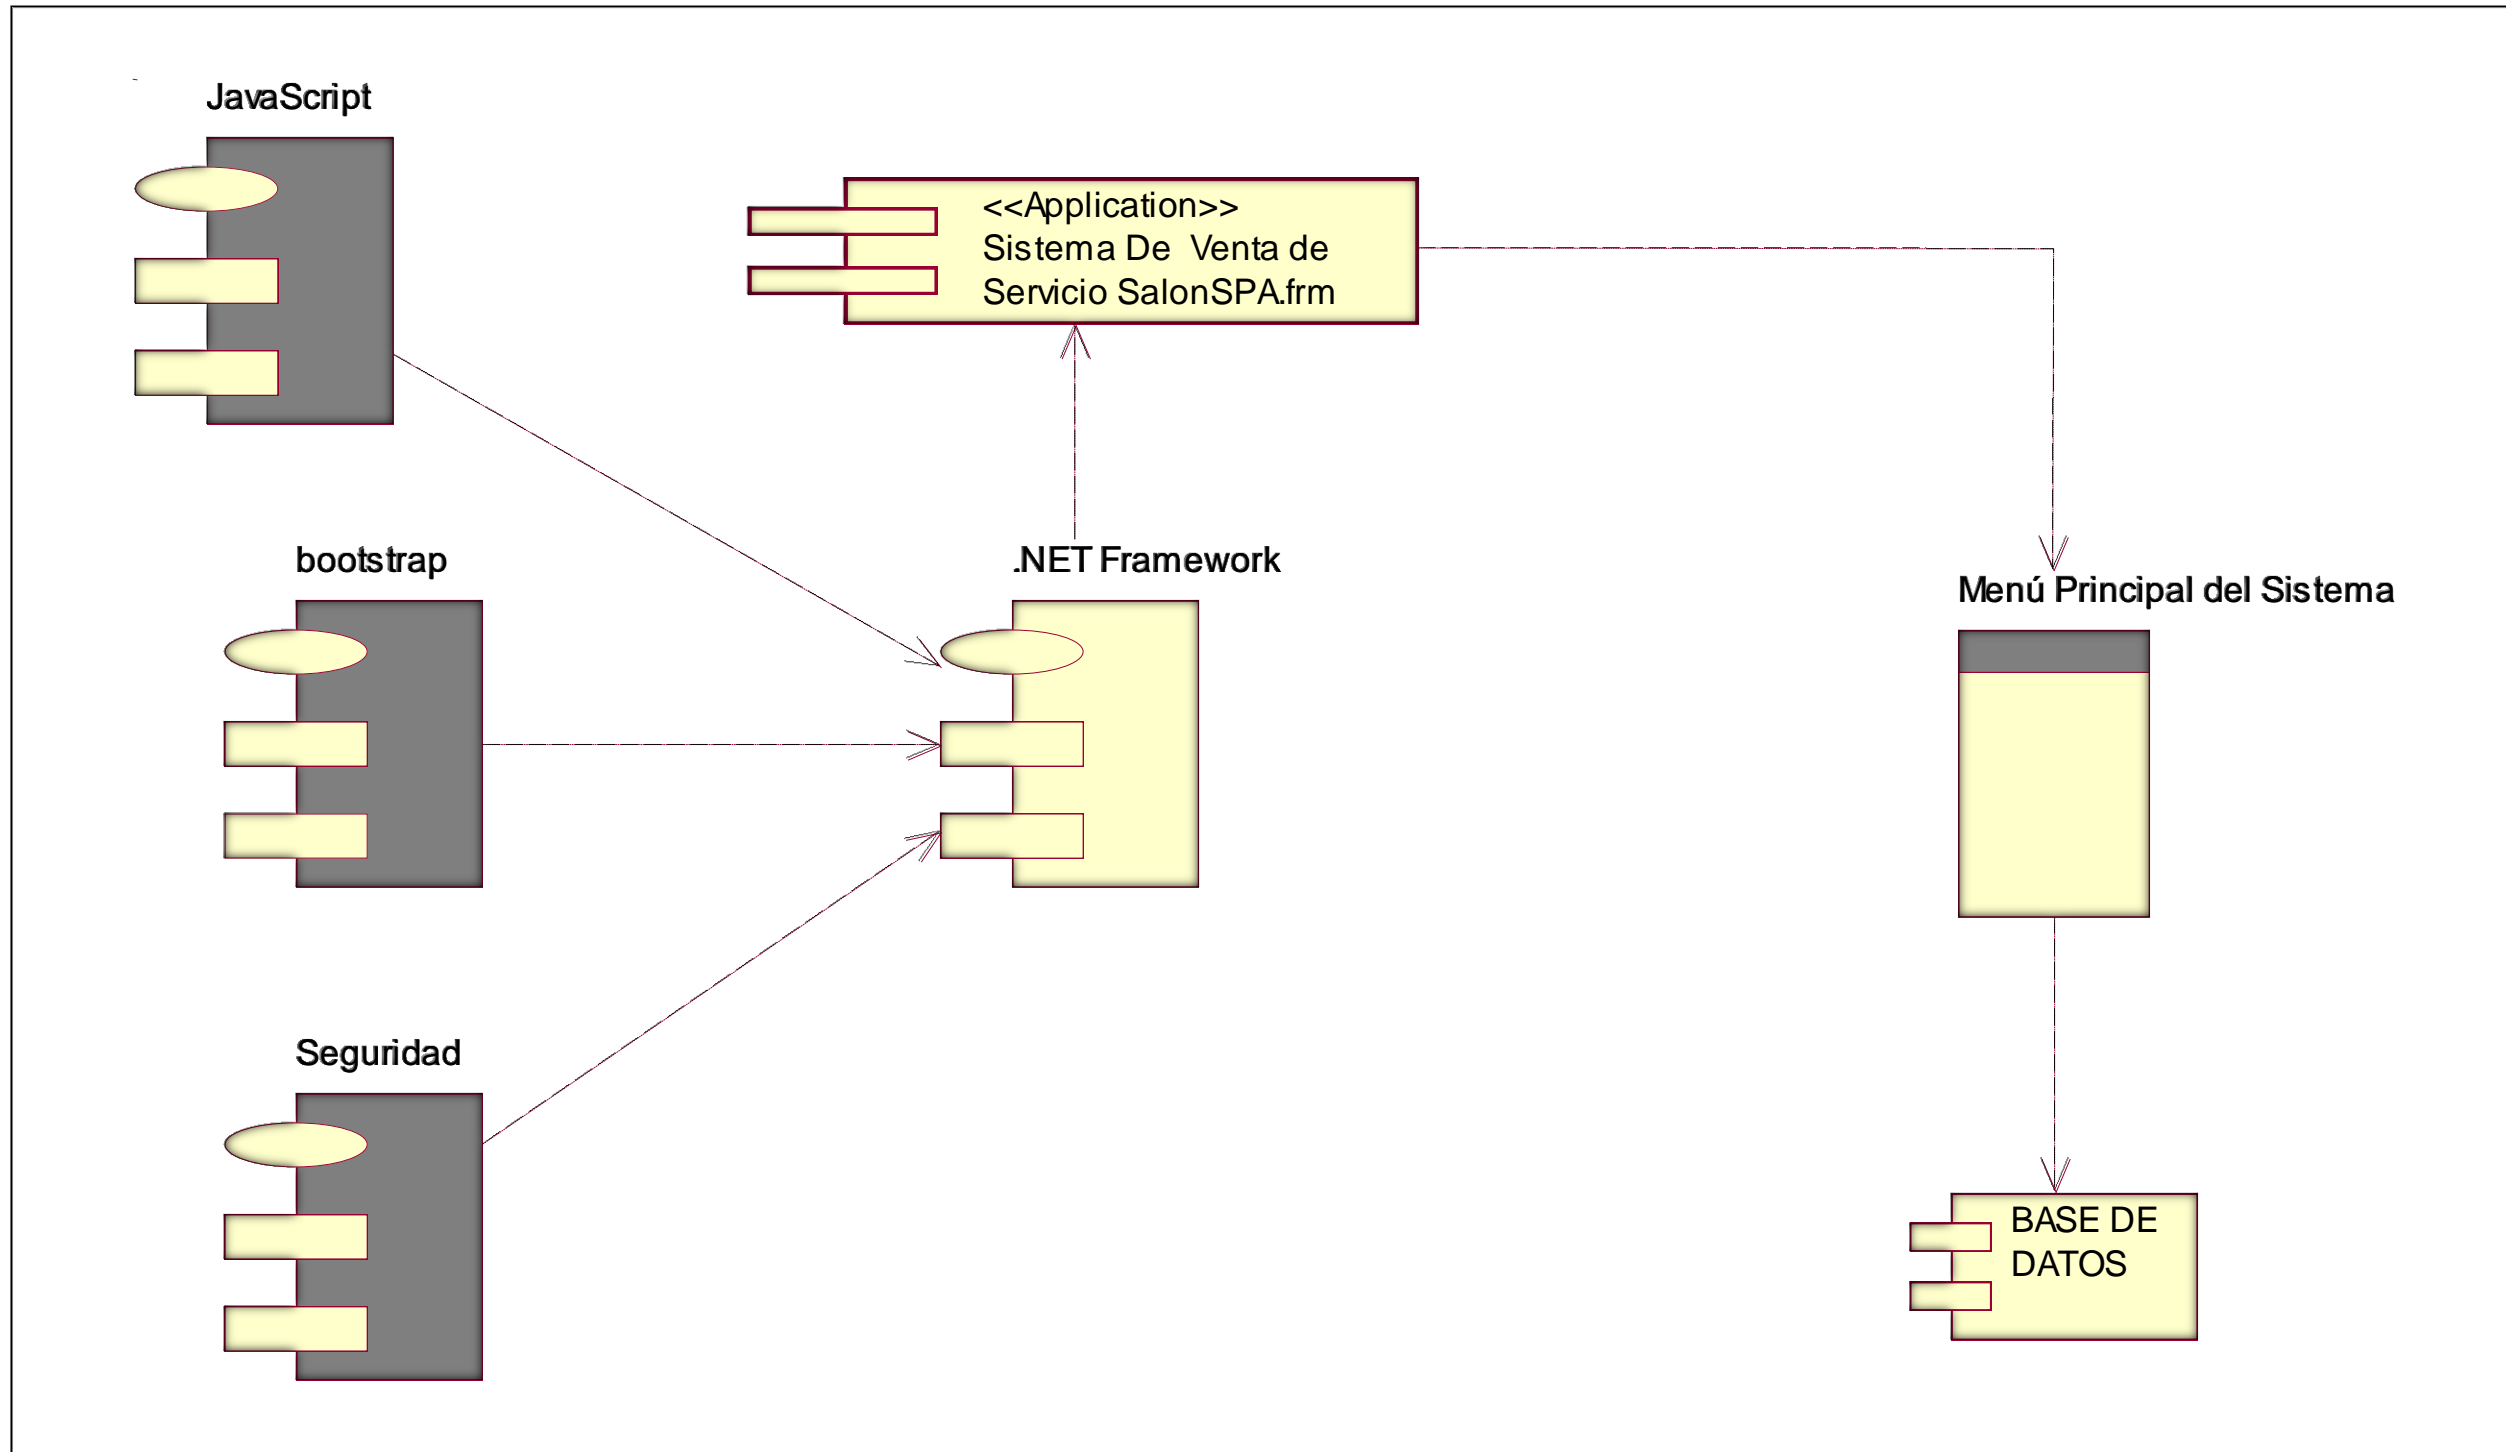 JavaScript
<<Application>>
Sistema De Venta de
Servicio SalonSPA.frm
bootstrap
.NET Framework
Menú Principal del Sistema
Seguridad
BASE DE
DATOS